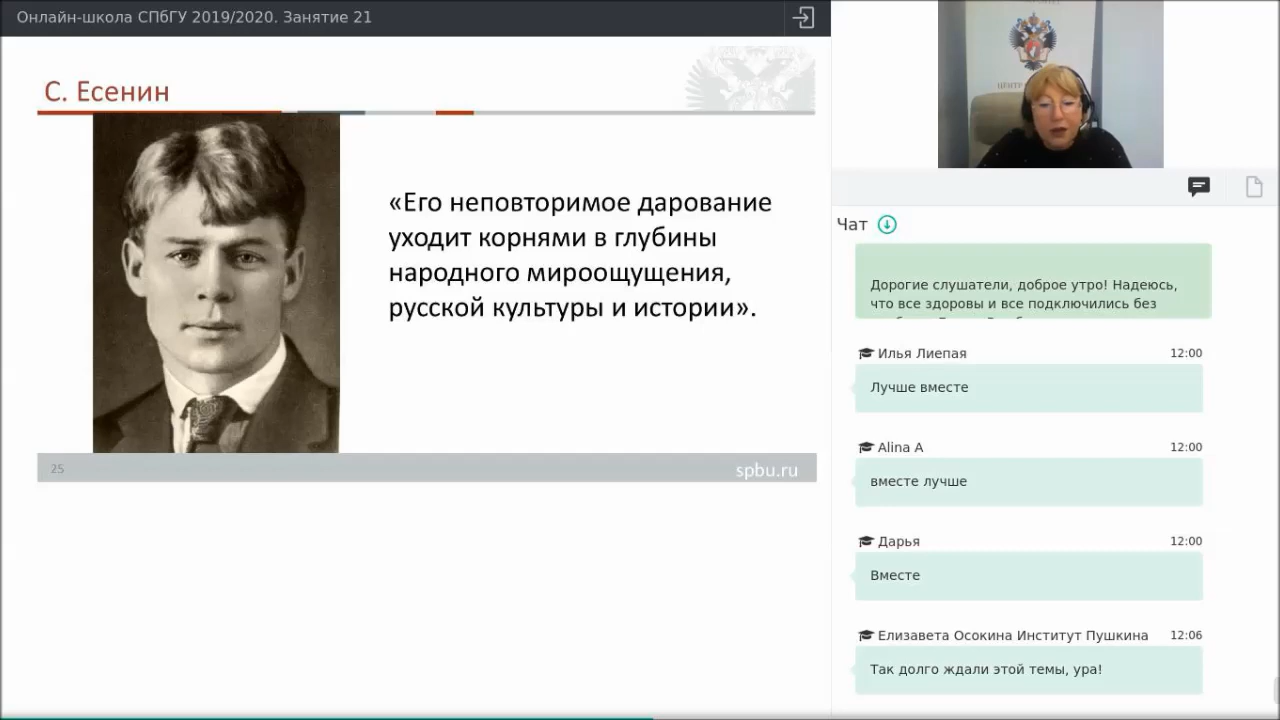 Онлайн-школа СПбГУ 2019/2020. Занятие 21
С. Есенин
«Его неповторимое дарование
уходит корнями в глубины
народного мироощущения,
русской культуры и истории».
25
spbu.ru
Чат
Дорогие слушатели, доброе утро! Надеюсь,
что все здоровы и все подключились без
Илья Лиепая 12:00
Лучше вместе
Alina A 12:00
вместе лучше
Дарья 12:00
Вместе
Елизавета Осокина Институт Пушкина 12:06
Так долго ждали этой темы, ура!